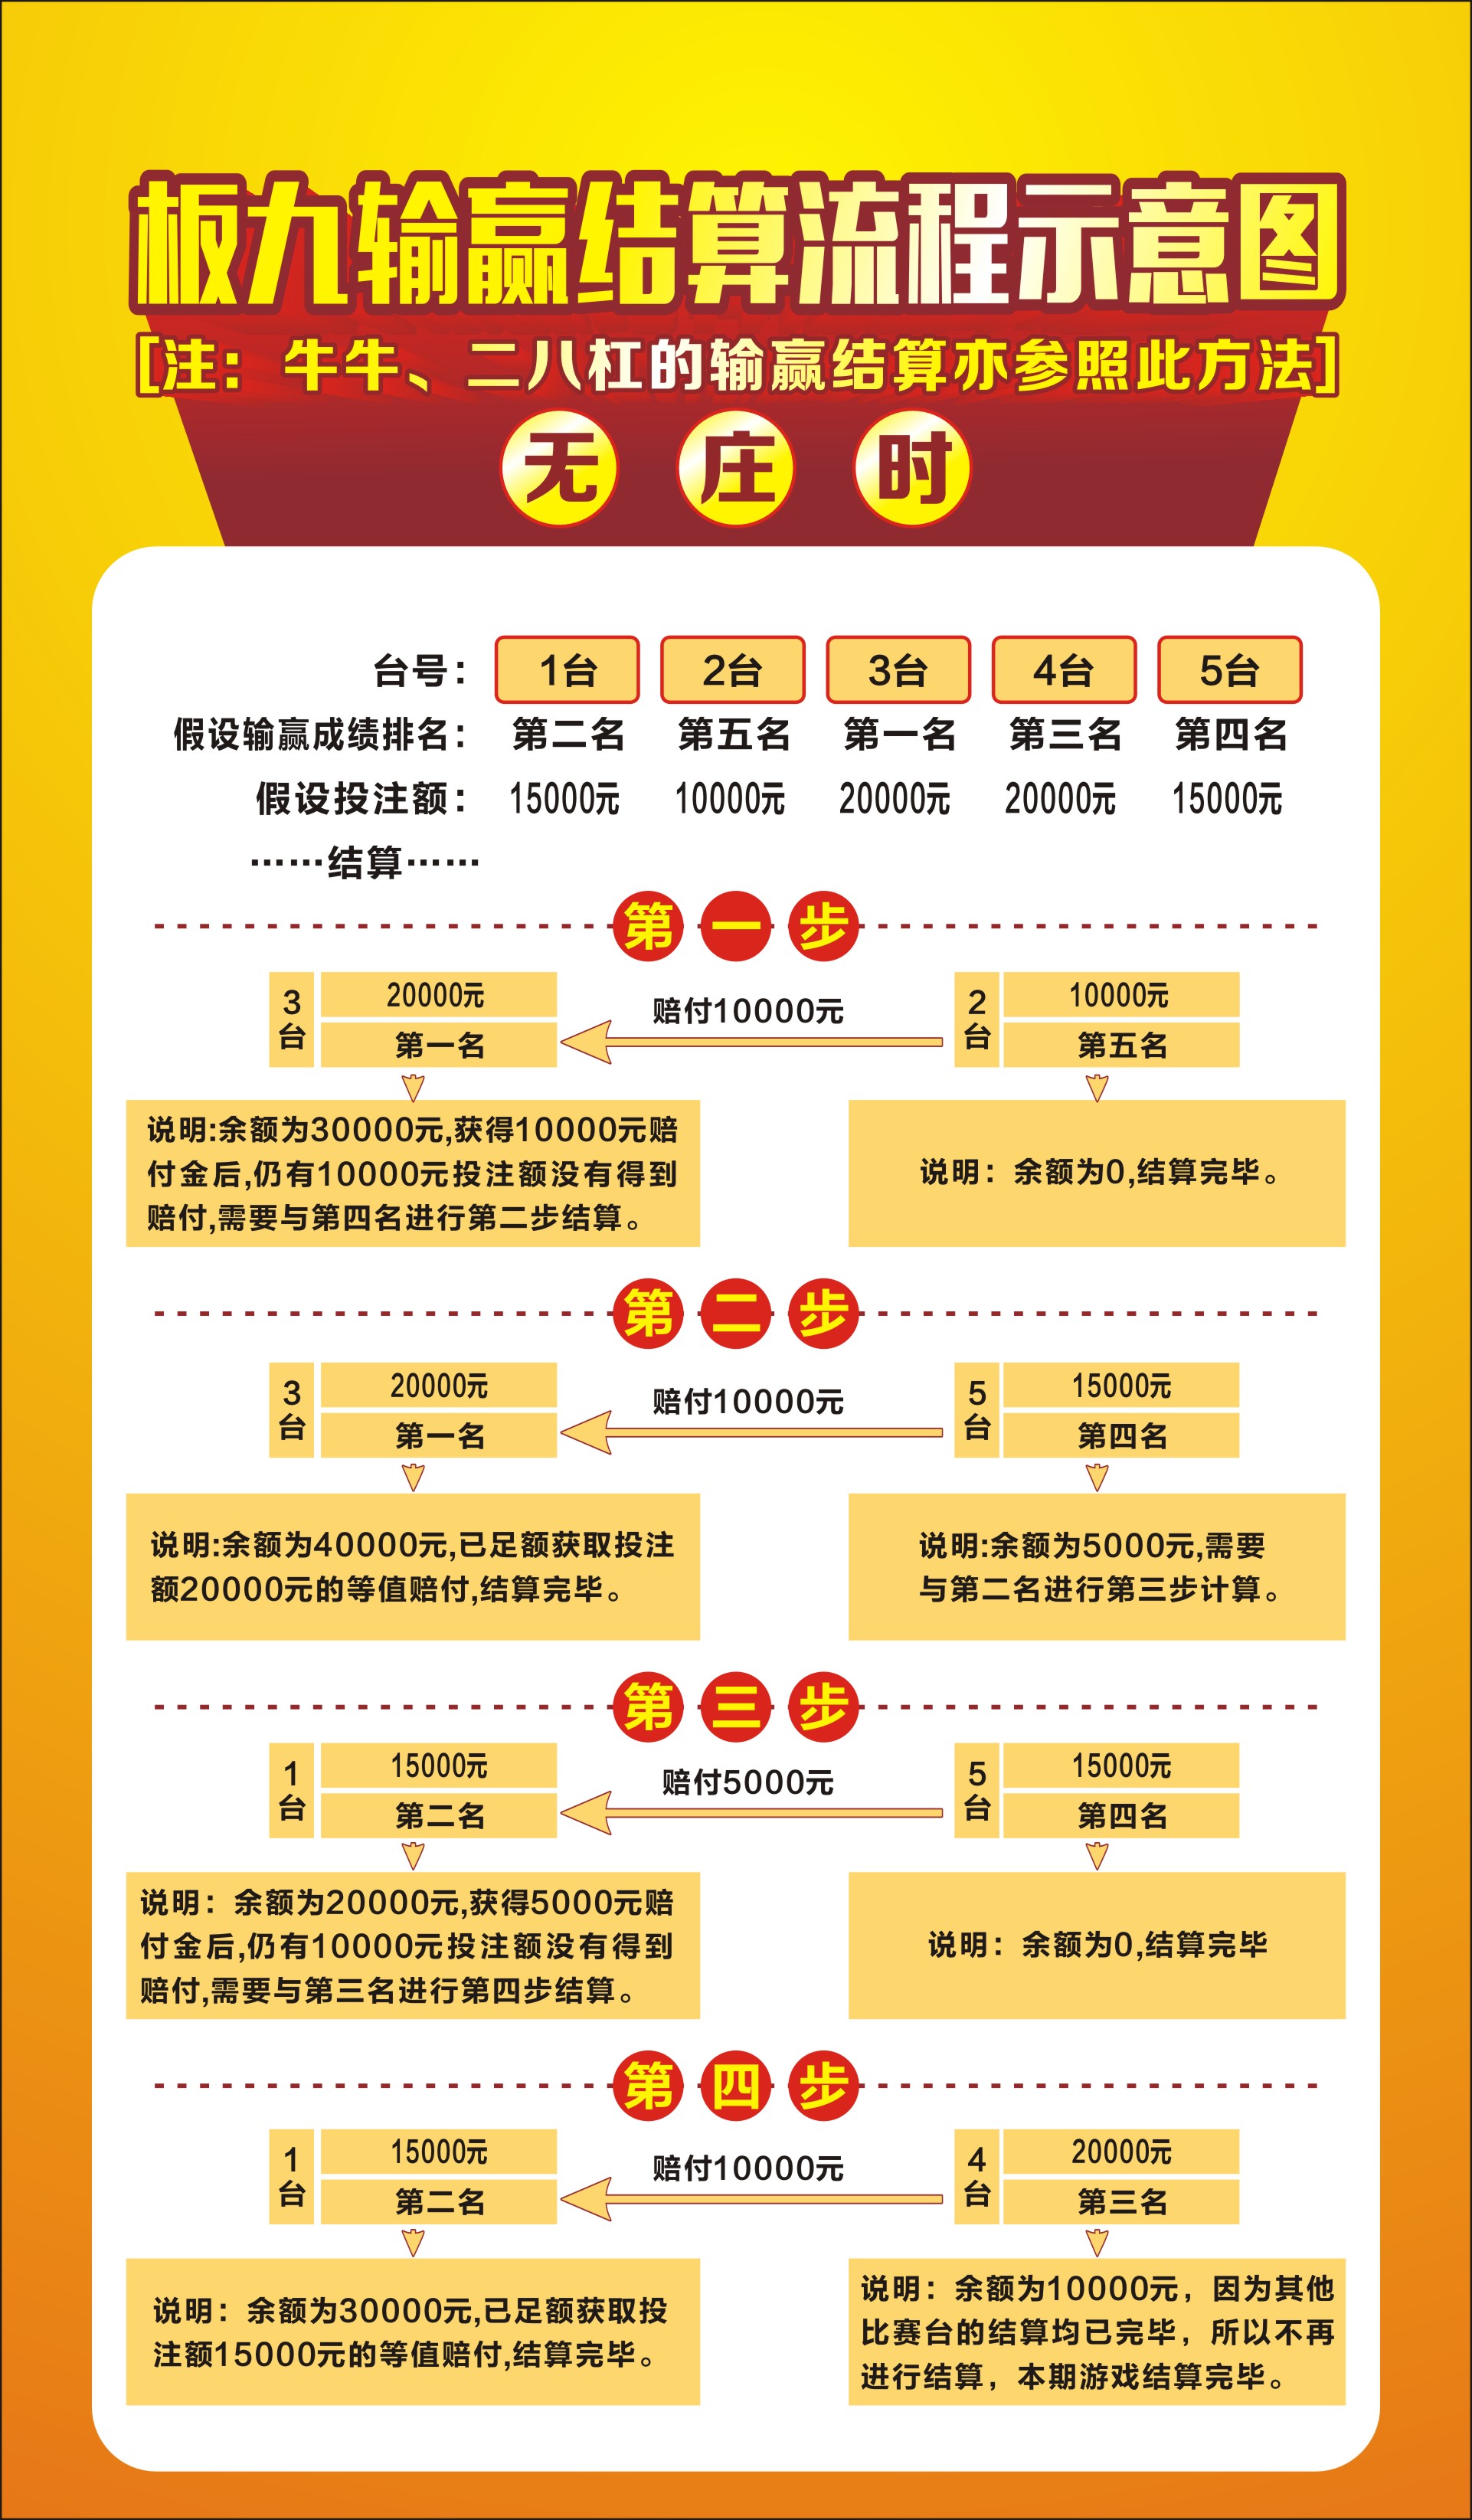 板九输赢结算流程示意图
[注：牛牛、二八杠的输赢结算亦参照此方法]
无庄时
台号： 1台 2台 3台 4台 5台
假设输赢成绩排名： 第二名 第五名 第一名 第三名 第四名
假设投注额： 15000元 10000元 20000元 20000元 15000元
……结算……
第一步
3台 20000元 第一名
赔付10000元
2台 10000元 第五名
说明:余额为30000元,获得10000元赔
付金后,仍有10000元投注额没有得到
赔付,需要与第四名进行第二步结算。
说明：余额为0,结算完毕。
第二步
3台 20000元 第一名
赔付10000元
5台 15000元 第四名
说明:余额为40000元,已足额获取投注
额20000元的等值赔付,结算完毕。
说明:余额为5000元,需要
与第二名进行第三步计算。
第三步
1台 15000元 第二名
赔付5000元
5台 15000元 第四名
说明：余额为20000元,获得5000元赔
付金后,仍有10000元投注额没有得到
赔付,需要与第三名进行第四步结算。
说明：余额为0,结算完毕
第四步
1台 15000元 第二名
赔付10000元
4台 20000元 第三名
说明：余额为30000元,已足额获取投
注额15000元的等值赔付,结算完毕。
说明：余额为10000元，因为其他
比赛台的结算均已完毕，所以不再
进行结算，本期游戏结算完毕。